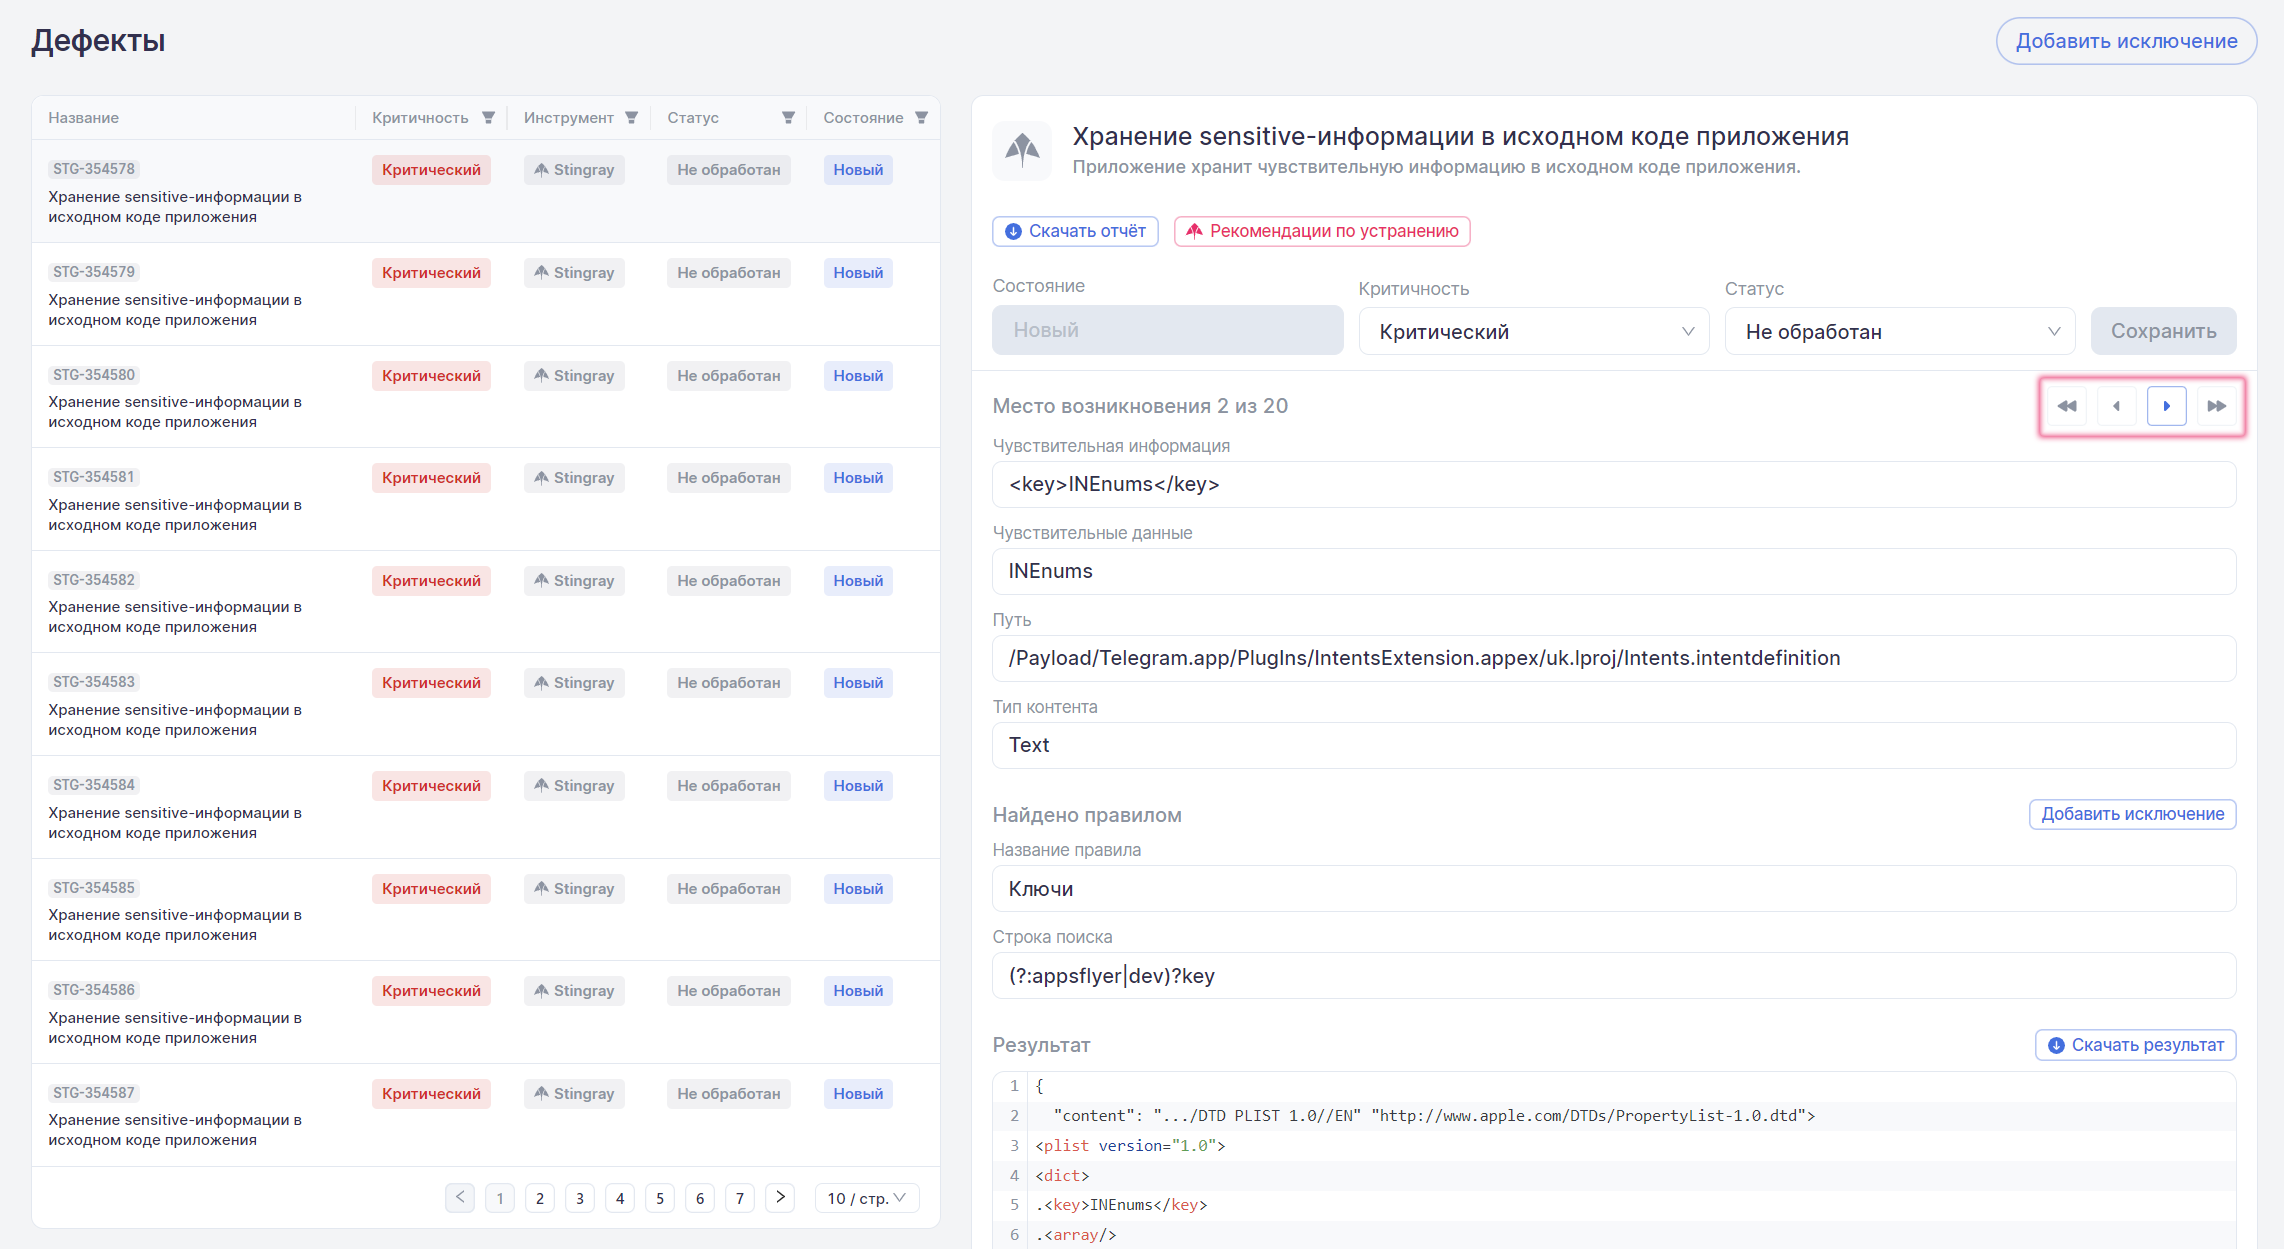 Дефекты
Добавить исключение
Название
Критичность
Инструмент
Статус
Состояние
STG-354578
Хранение sensitive-информации в
исходном коде приложения
Критический
Stingray
Не обработан
Новый
STG-354579
Хранение sensitive-информации в
исходном коде приложения
Критический
Stingray
Не обработан
Новый
STG-354580
Хранение sensitive-информации в
исходном коде приложения
Критический
Stingray
Не обработан
Новый
STG-354581
Хранение sensitive-информации в
исходном коде приложения
Критический
Stingray
Не обработан
Новый
STG-354582
Хранение sensitive-информации в
исходном коде приложения
Критический
Stingray
Не обработан
Новый
STG-354583
Хранение sensitive-информации в
исходном коде приложения
Критический
Stingray
Не обработан
Новый
STG-354584
Хранение sensitive-информации в
исходном коде приложения
Критический
Stingray
Не обработан
Новый
STG-354585
Хранение sensitive-информации в
исходном коде приложения
Критический
Stingray
Не обработан
Новый
STG-354586
Хранение sensitive-информации в
исходном коде приложения
Критический
Stingray
Не обработан
Новый
STG-354587
Хранение sensitive-информации в
исходном коде приложения
Критический
Stingray
Не обработан
Новый
1 2 3 4 5 6 7
10 / стр.
Хранение sensitive-информации в исходном коде приложения
Приложение хранит чувствительную информацию в исходном коде приложения.
Скачать отчёт
Рекомендации по устранению
Состояние
Новый
Критичность
Критический
Статус
Не обработан
Сохранить
Место возникновения 2 из 20
Чувствительная информация
<key>INEnums</key>
Чувствительные данные
INEnums
Путь
/Payload/Telegram.app/PlugIns/IntentsExtension.appex/uk.lproj/Intents.intentdefinition
Тип контента
Text
Найдено правилом
Добавить исключение
Название правила
Ключи
Строка поиска
(?:appsflyer|dev)?key
Результат
Скачать результат
1 {
2 "content": ".../DTD PLIST 1.0//EN" "http://www.apple.com/DTDs/PropertyList-1.0.dtd">
3 <plist version="1.0">
4 <dict>
5 .<key>INEnums</key>
6 .<array/>